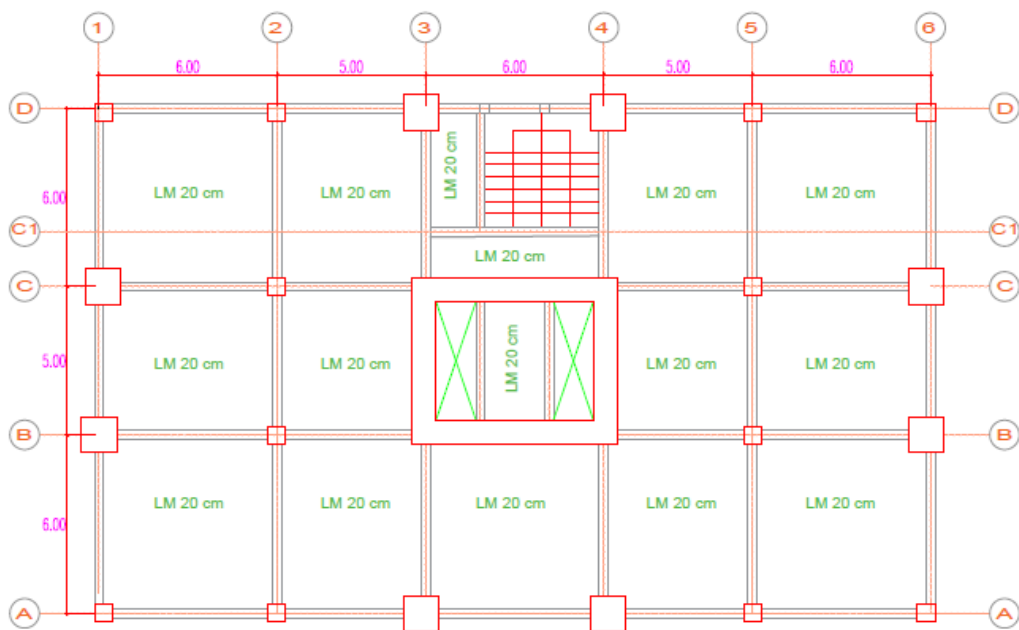 1 2 3 4 5 6
6.00 5.00 6.00 5.00 6.00
D D
LM 20 cm
LM 20 cm LM 20 cm LM 20 cm LM 20 cm
6.00
C1 C1
LM 20 cm
C C
LM 20 cm
5.00 LM 20 cm LM 20 cm LM 20 cm LM 20 cm
B B
LM 20 cm LM 20 cm LM 20 cm LM 20 cm LM 20 cm
6.00
A A